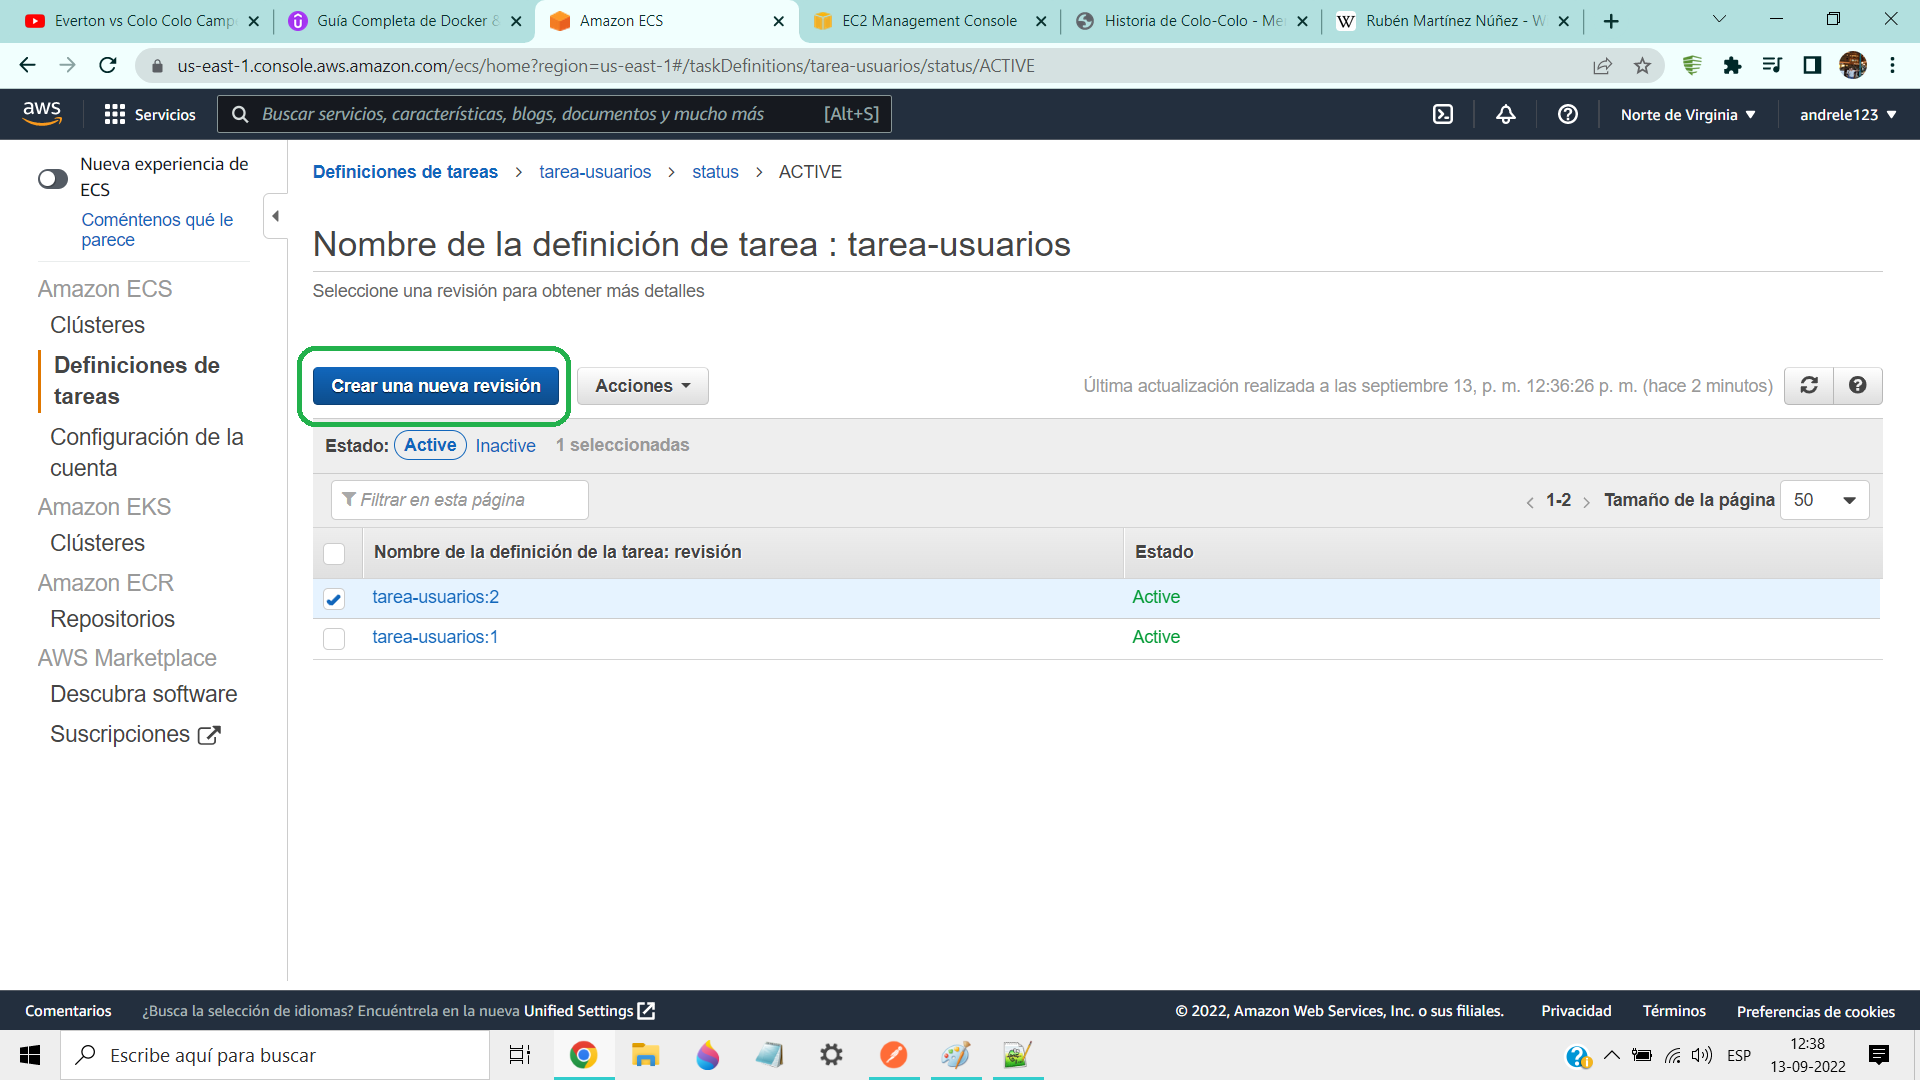 Everton vs Colo Colo Camp
Guía Completa de Docker &
Amazon ECS
EC2 Management Console
Historia de Colo-Colo - Me
Rubén Martínez Núñez - W
us-east-1.console.aws.amazon.com/ecs/home?region=us-east-1#/taskDefinitions/tarea-usuarios/status/ACTIVE
aws
Servicios
Buscar servicios, características, blogs, documentos y mucho más
[Alt+S]
Norte de Virginia
andrele123
Nueva experiencia de
ECS
Coméntenos qué le
parece
Amazon ECS
Clústeres
Definiciones de
tareas
Configuración de la
cuenta
Amazon EKS
Clústeres
Amazon ECR
Repositorios
AWS Marketplace
Descubra software
Suscripciones
Definiciones de tareas > tarea-usuarios > status > ACTIVE
Nombre de la definición de tarea : tarea-usuarios
Seleccione una revisión para obtener más detalles
Crear una nueva revisión
Acciones
Última actualización realizada a las septiembre 13, p. m. 12:36:26 p. m. (hace 2 minutos)
Estado: Active Inactive 1 seleccionadas
Filtrar en esta página
< 1-2 > Tamaño de la página 50
Nombre de la definición de la tarea: revisión
Estado
tarea-usuarios:2
Active
tarea-usuarios:1
Active
Comentarios
¿Busca la selección de idiomas? Encuéntrela en la nueva Unified Settings
© 2022, Amazon Web Services, Inc. o sus filiales.
Privacidad
Términos
Preferencias de cookies
Escribe aquí para buscar
ESP
12:38
13-09-2022